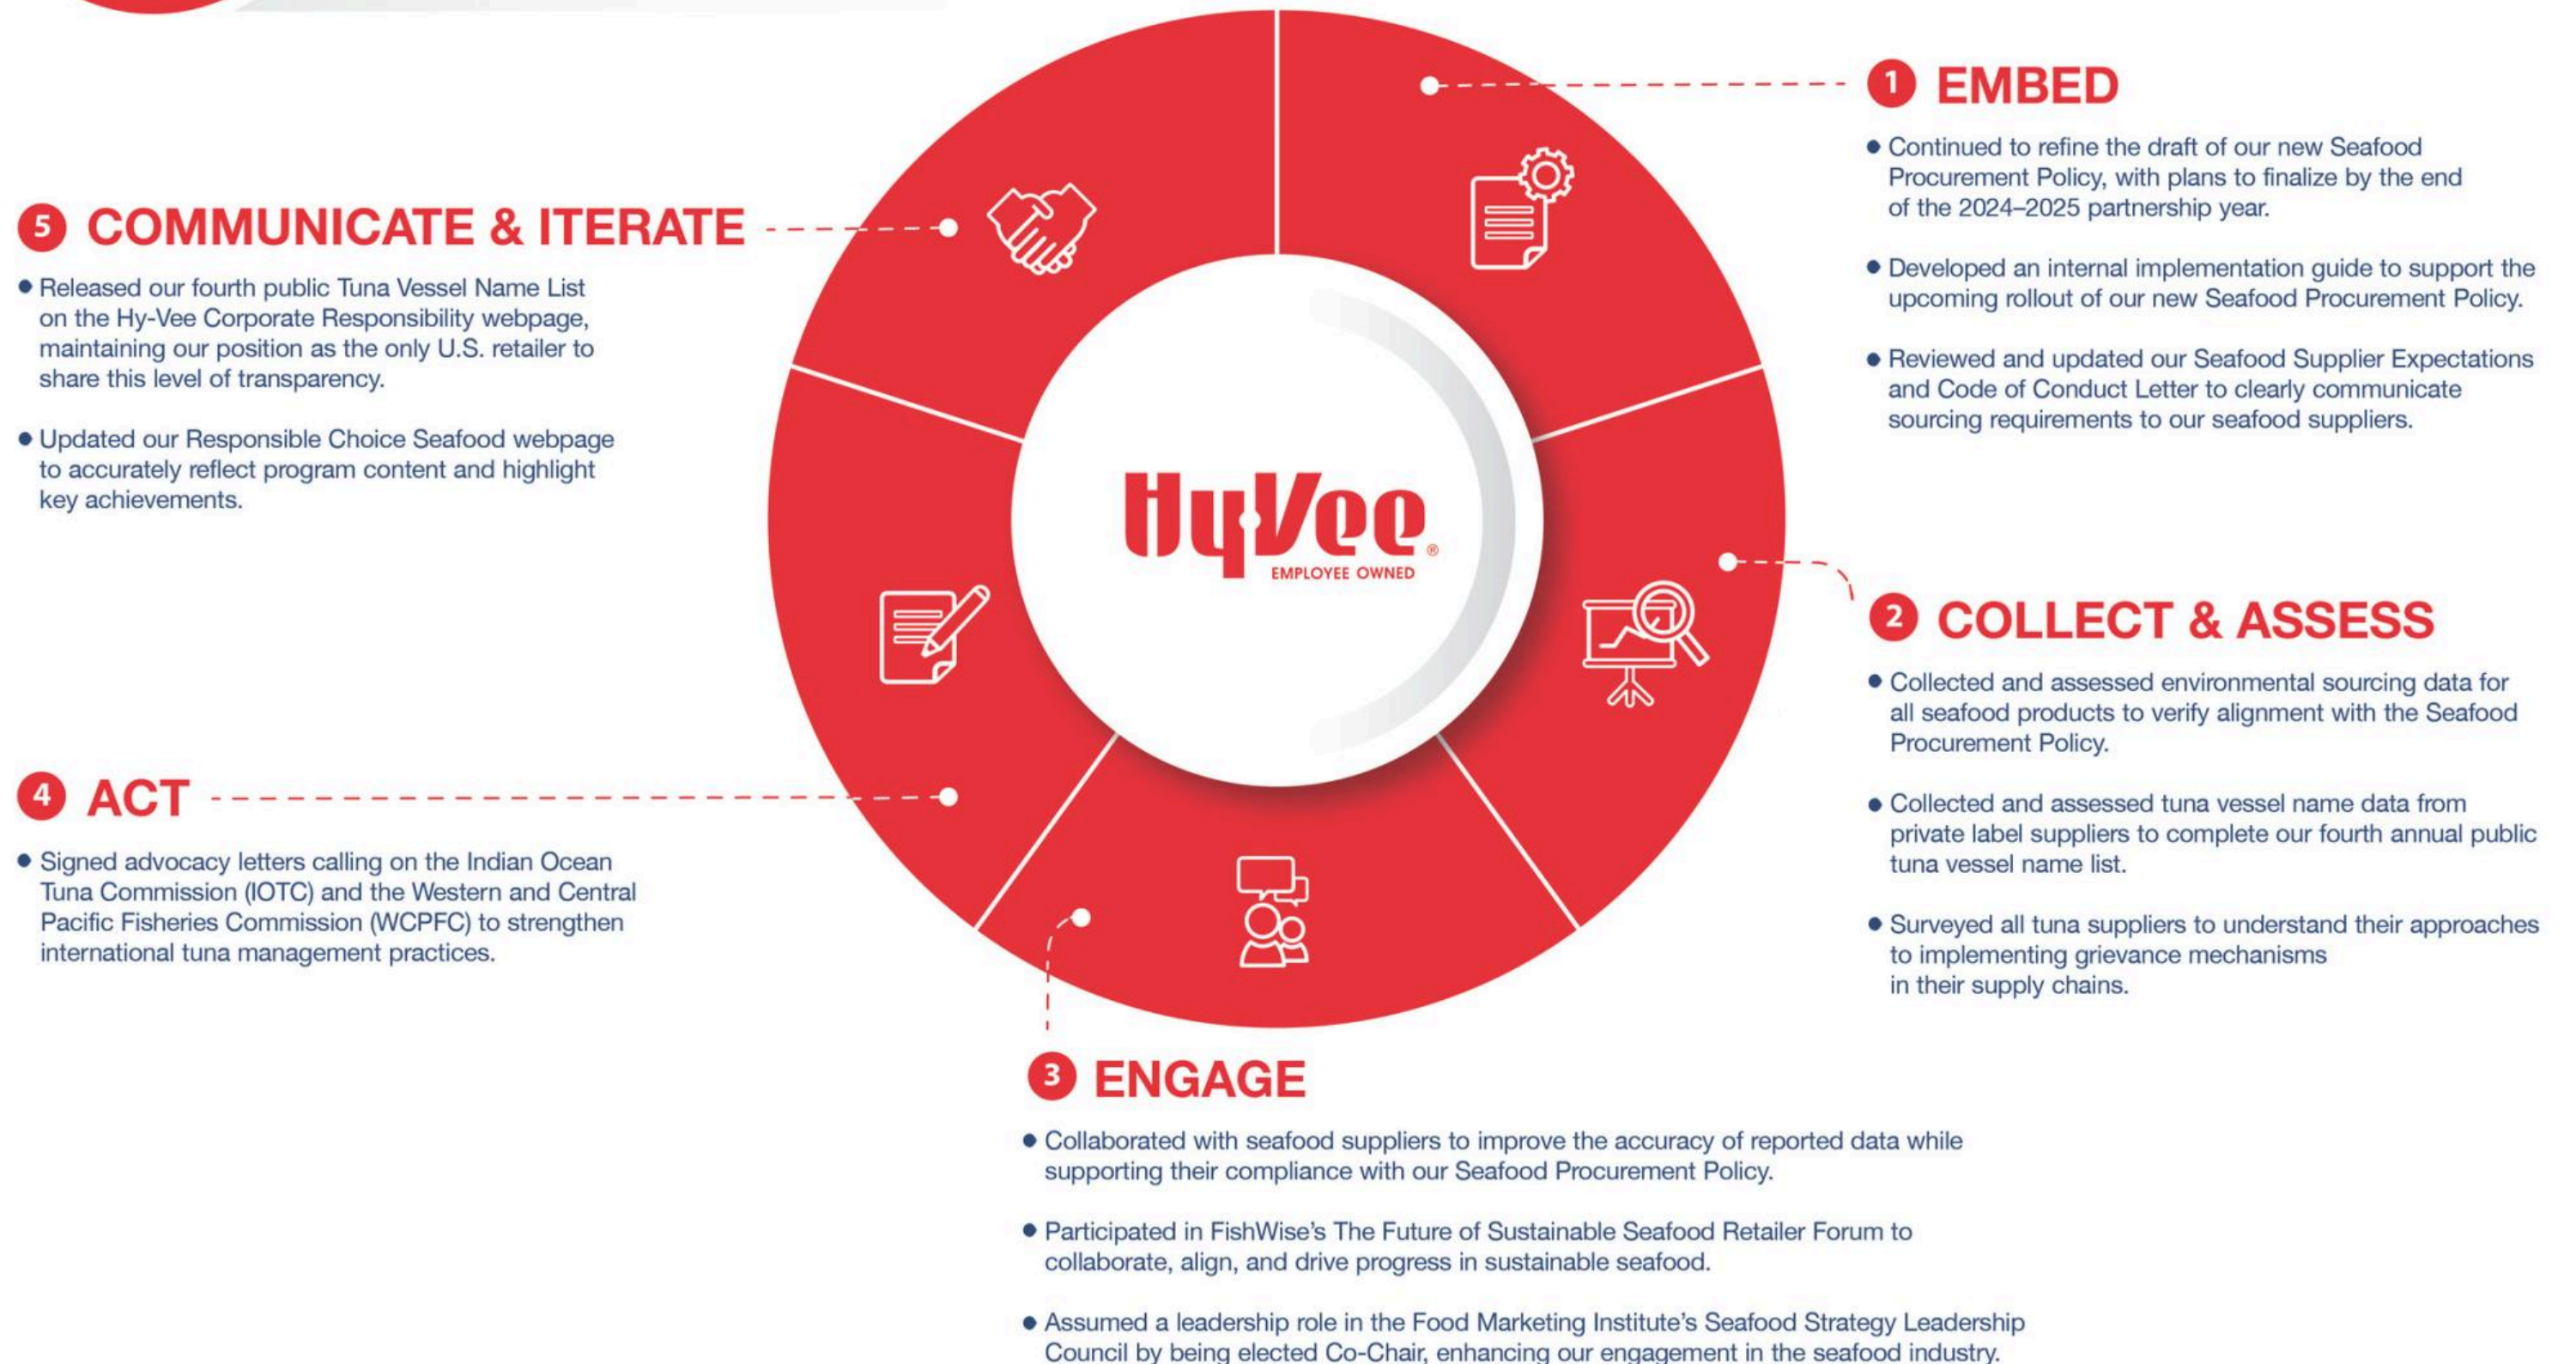 1 EMBED
• Continued to refine the draft of our new Seafood
Procurement Policy, with plans to finalize by the end
of the 2024–2025 partnership year.
• Developed an internal implementation guide to support the
upcoming rollout of our new Seafood Procurement Policy.
• Reviewed and updated our Seafood Supplier Expectations
and Code of Conduct Letter to clearly communicate
sourcing requirements to our seafood suppliers.
2 COLLECT & ASSESS
• Collected and assessed environmental sourcing data for
all seafood products to verify alignment with the Seafood
Procurement Policy.
• Collected and assessed tuna vessel name data from
private label suppliers to complete our fourth annual public
tuna vessel name list.
• Surveyed all tuna suppliers to understand their approaches
to implementing grievance mechanisms
in their supply chains.
3 ENGAGE
• Collaborated with seafood suppliers to improve the accuracy of reported data while
supporting their compliance with our Seafood Procurement Policy.
• Participated in FishWise's The Future of Sustainable Seafood Retailer Forum to
collaborate, align, and drive progress in sustainable seafood.
• Assumed a leadership role in the Food Marketing Institute's Seafood Strategy Leadership
Council by being elected Co-Chair, enhancing our engagement in the seafood industry.
4 ACT
• Signed advocacy letters calling on the Indian Ocean
Tuna Commission (IOTC) and the Western and Central
Pacific Fisheries Commission (WCPFC) to strengthen
international tuna management practices.
5 COMMUNICATE & ITERATE
• Released our fourth public Tuna Vessel Name List
on the Hy-Vee Corporate Responsibility webpage,
maintaining our position as the only U.S. retailer to
share this level of transparency.
• Updated our Responsible Choice Seafood webpage
to accurately reflect program content and highlight
key achievements.
HyVee®
EMPLOYEE OWNED